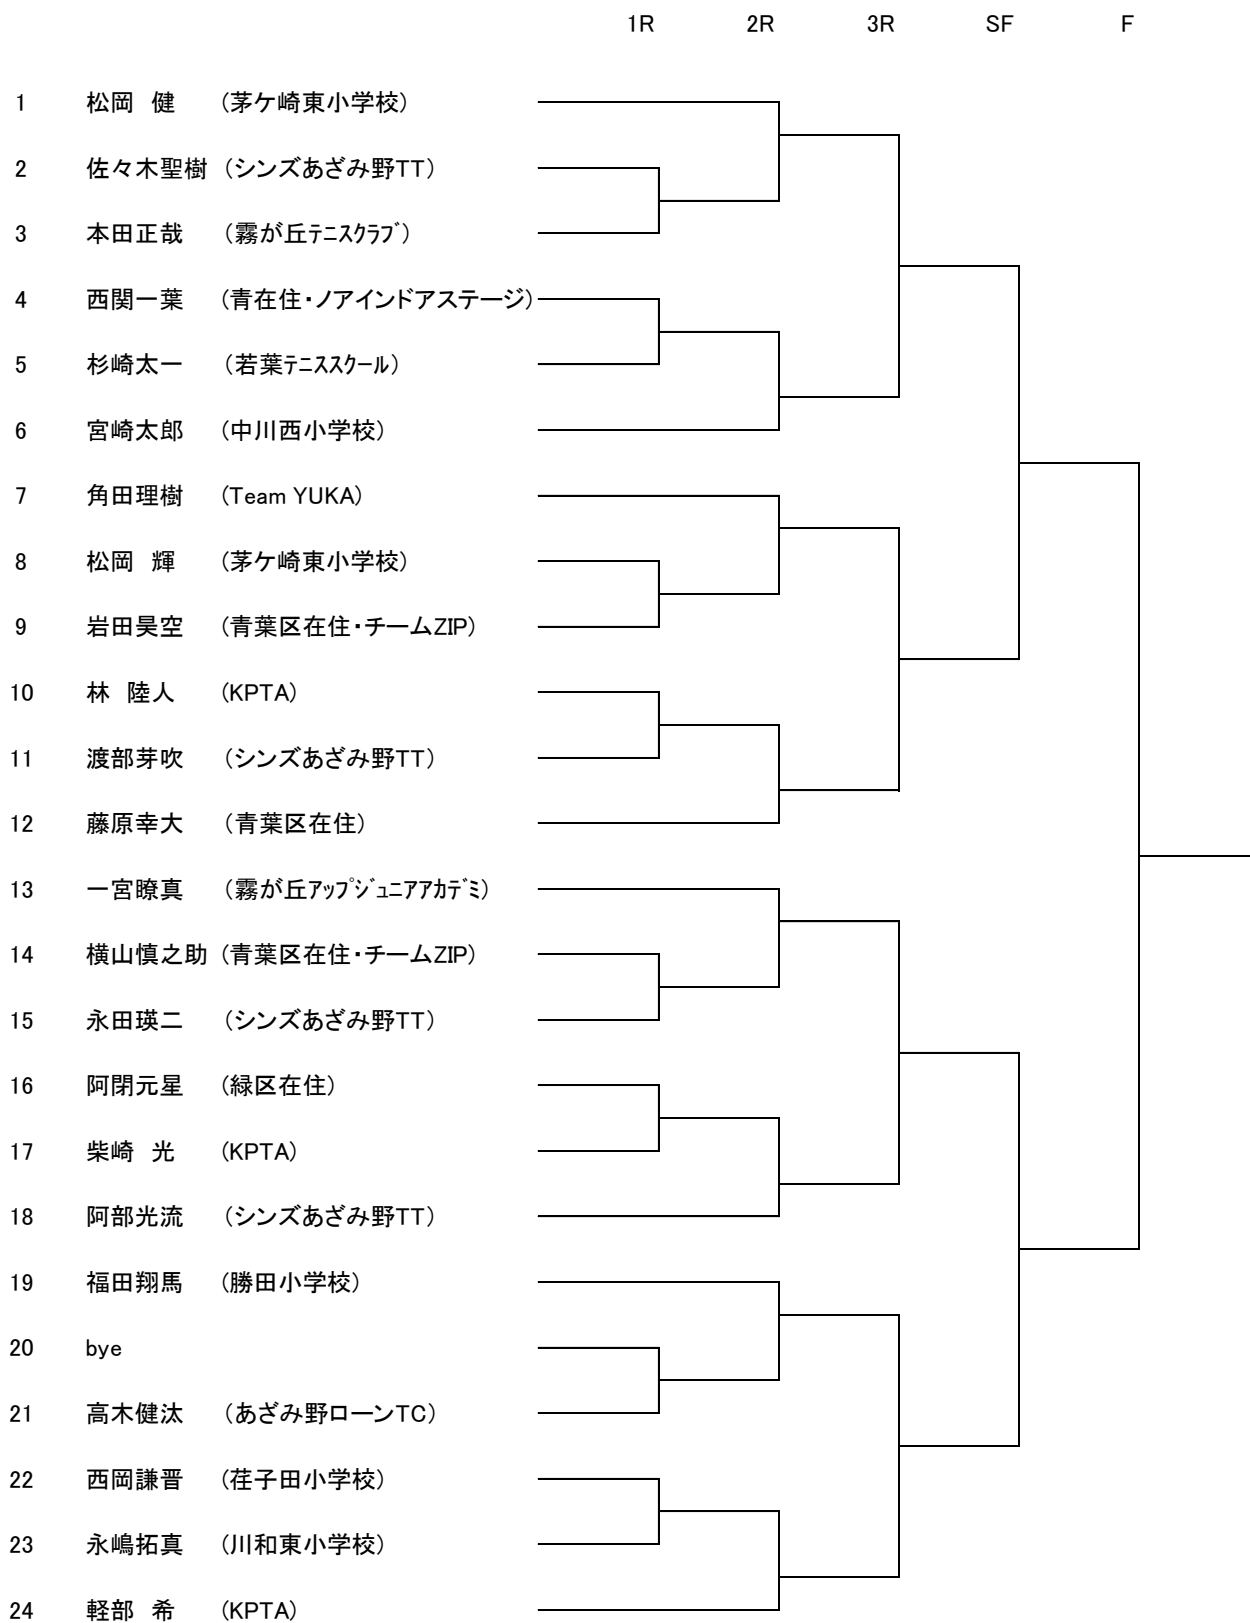 1R 2R 3R SF F
1 松岡 健 (茅ケ崎東小学校)
2 佐々木聖樹 (シンズあざみ野TT)
3 本田正哉 (霧が丘ﾃﾆｽｸﾗﾌﾞ)
4 西関一葉 (青在住・ノアインドアステージ)
5 杉崎太一 (若葉ﾃﾆｽスクール)
6 宮崎太郎 (中川西小学校)
7 角田理樹 (Team YUKA)
8 松岡 輝 (茅ケ崎東小学校)
9 岩田昊空 (青葉区在住・チームZIP)
10 林 陸人 (KPTA)
11 渡部芽吹 (シンズあざみ野TT)
12 藤原幸大 (青葉区在住)
13 一宮瞭真 (霧が丘ｱｯﾌﾟｼﾞｭﾆｱｱｶﾃﾞﾐ)
14 横山慎之助 (青葉区在住・チームZIP)
15 永田瑛二 (シンズあざみ野TT)
16 阿閉元星 (緑区在住)
17 柴崎 光 (KPTA)
18 阿部光流 (シンズあざみ野TT)
19 福田翔馬 (勝田小学校)
20 bye
21 高木健汰 (あざみ野ローンTC)
22 西岡謙晋 (荏子田小学校)
23 永嶋拓真 (川和東小学校)
24 軽部 希 (KPTA)